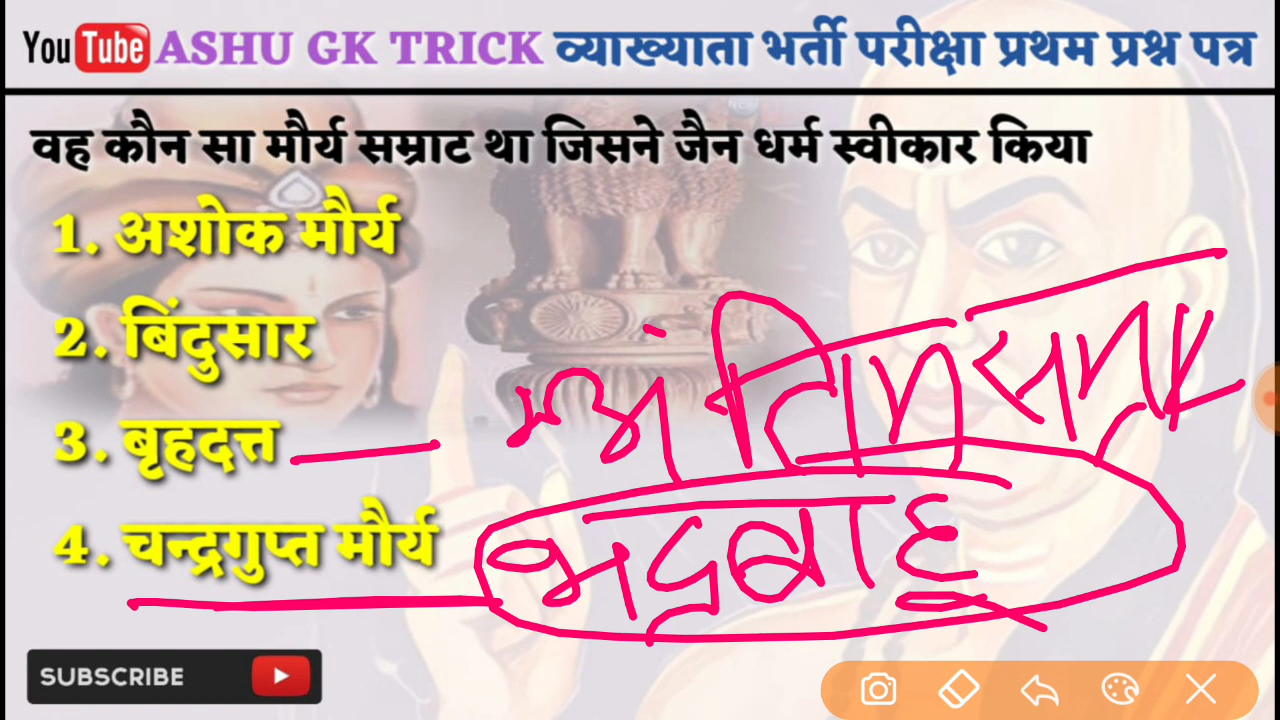 YouTube ASHU GK TRICK व्याख्याता भर्ती परीक्षा प्रथम प्रश्न पत्र
वह कौन सा मौर्य सम्राट था जिसने जैन धर्म स्वीकार किया
1. अशोक मौर्य
2. बिंदुसार
3. बृहदत्त — अंतिम सम्राट
4. चन्द्रगुप्त मौर्य भद्रबाहु
SUBSCRIBE